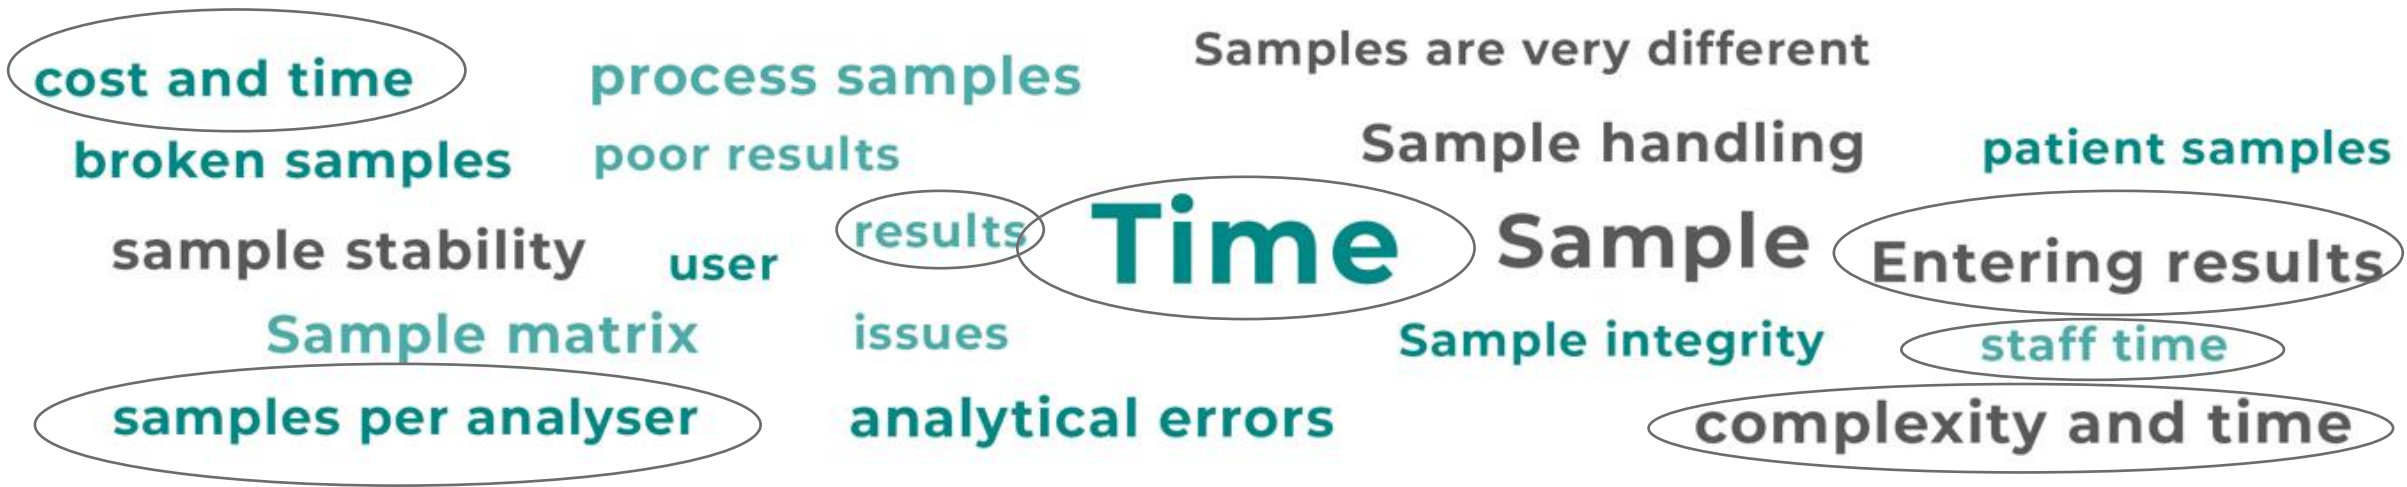 Samples are very different
cost and time
process samples
Sample handling
patient samples
broken samples
poor results
results
Time
Sample
Entering results
sample stability
user
Sample matrix
issues
Sample integrity
staff time
samples per analyser
analytical errors
complexity and time